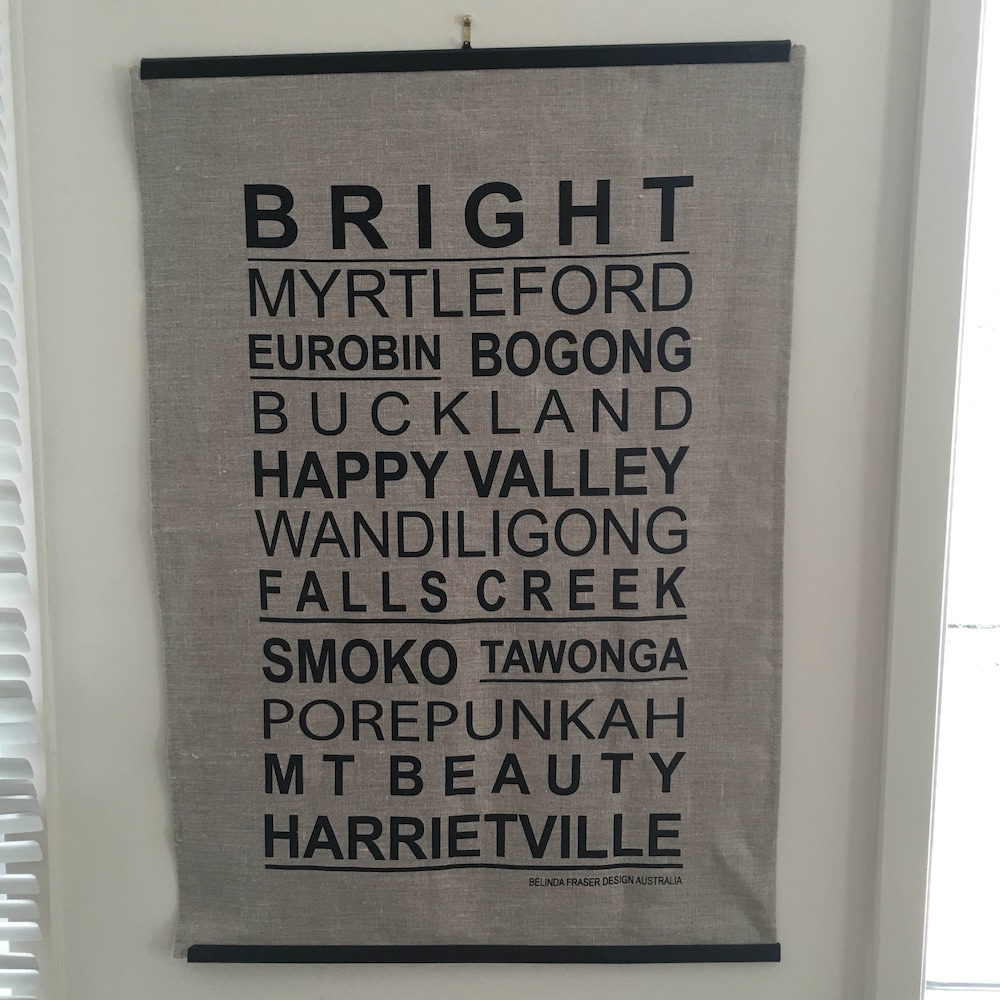 BRIGHT
MYRTLEFORD
EUROBIN BOGONG
BUCKLAND
HAPPY VALLEY
WANDILIGONG
FALLS CREEK
SMOKO TAWONGA
POREPUNKAH
MT BEAUTY
HARRIETVILLE
BELINDA FRASER DESIGN AUSTRALIA